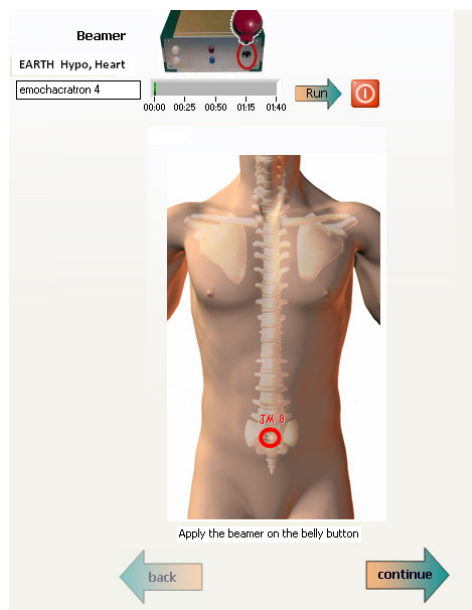 Beamer
EARTH Hypo, Heart
emochacratron 4
Run
00:00 00:25 00:50 01:15 01:40
JM 8
Apply the beamer on the belly button
back
continue